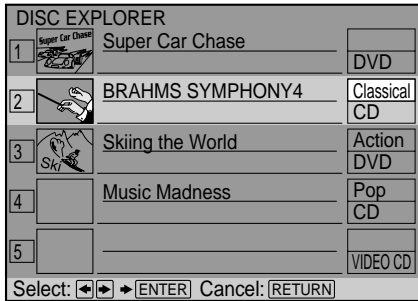 DISC EXPLORER
1 Super Car Chase Super Car Chase
DVD
2 BRAHMS SYMPHONY4 Classical
CD
3 Ski Skiing the World Action
DVD
4 Music Madness Pop
CD
5
VIDEO CD
Select: ENTER Cancel: RETURN